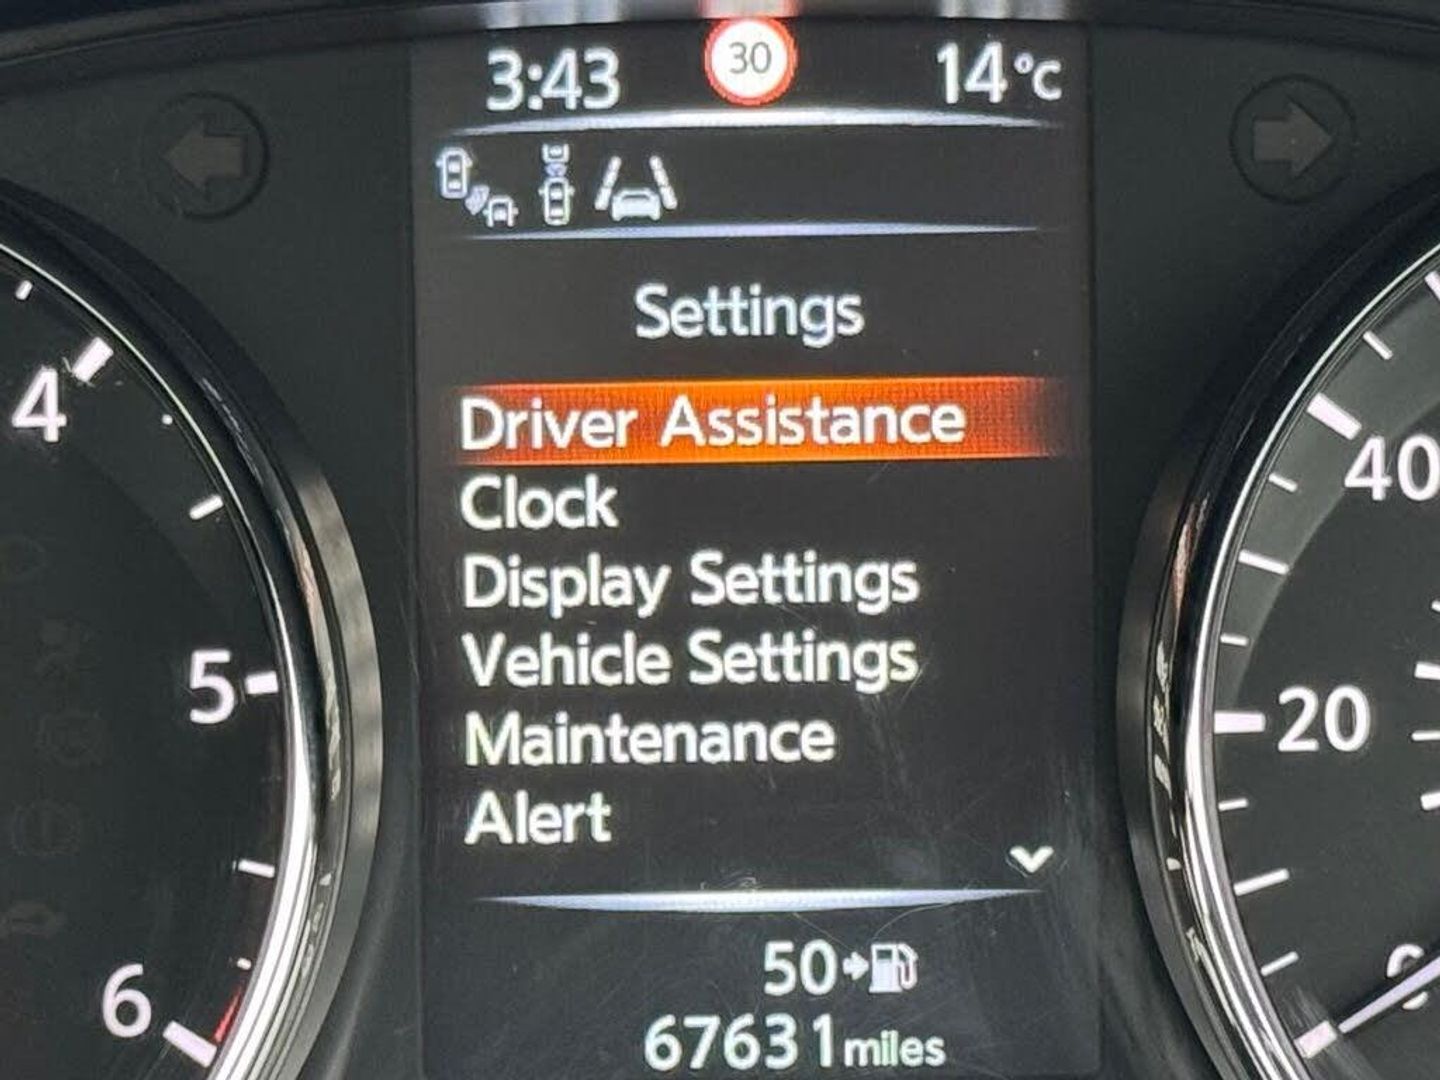 3:43 30 14°C
Settings
Driver Assistance
Clock
Display Settings
Vehicle Settings
Maintenance
Alert
50
67631 miles
4
5
6
40
20
0